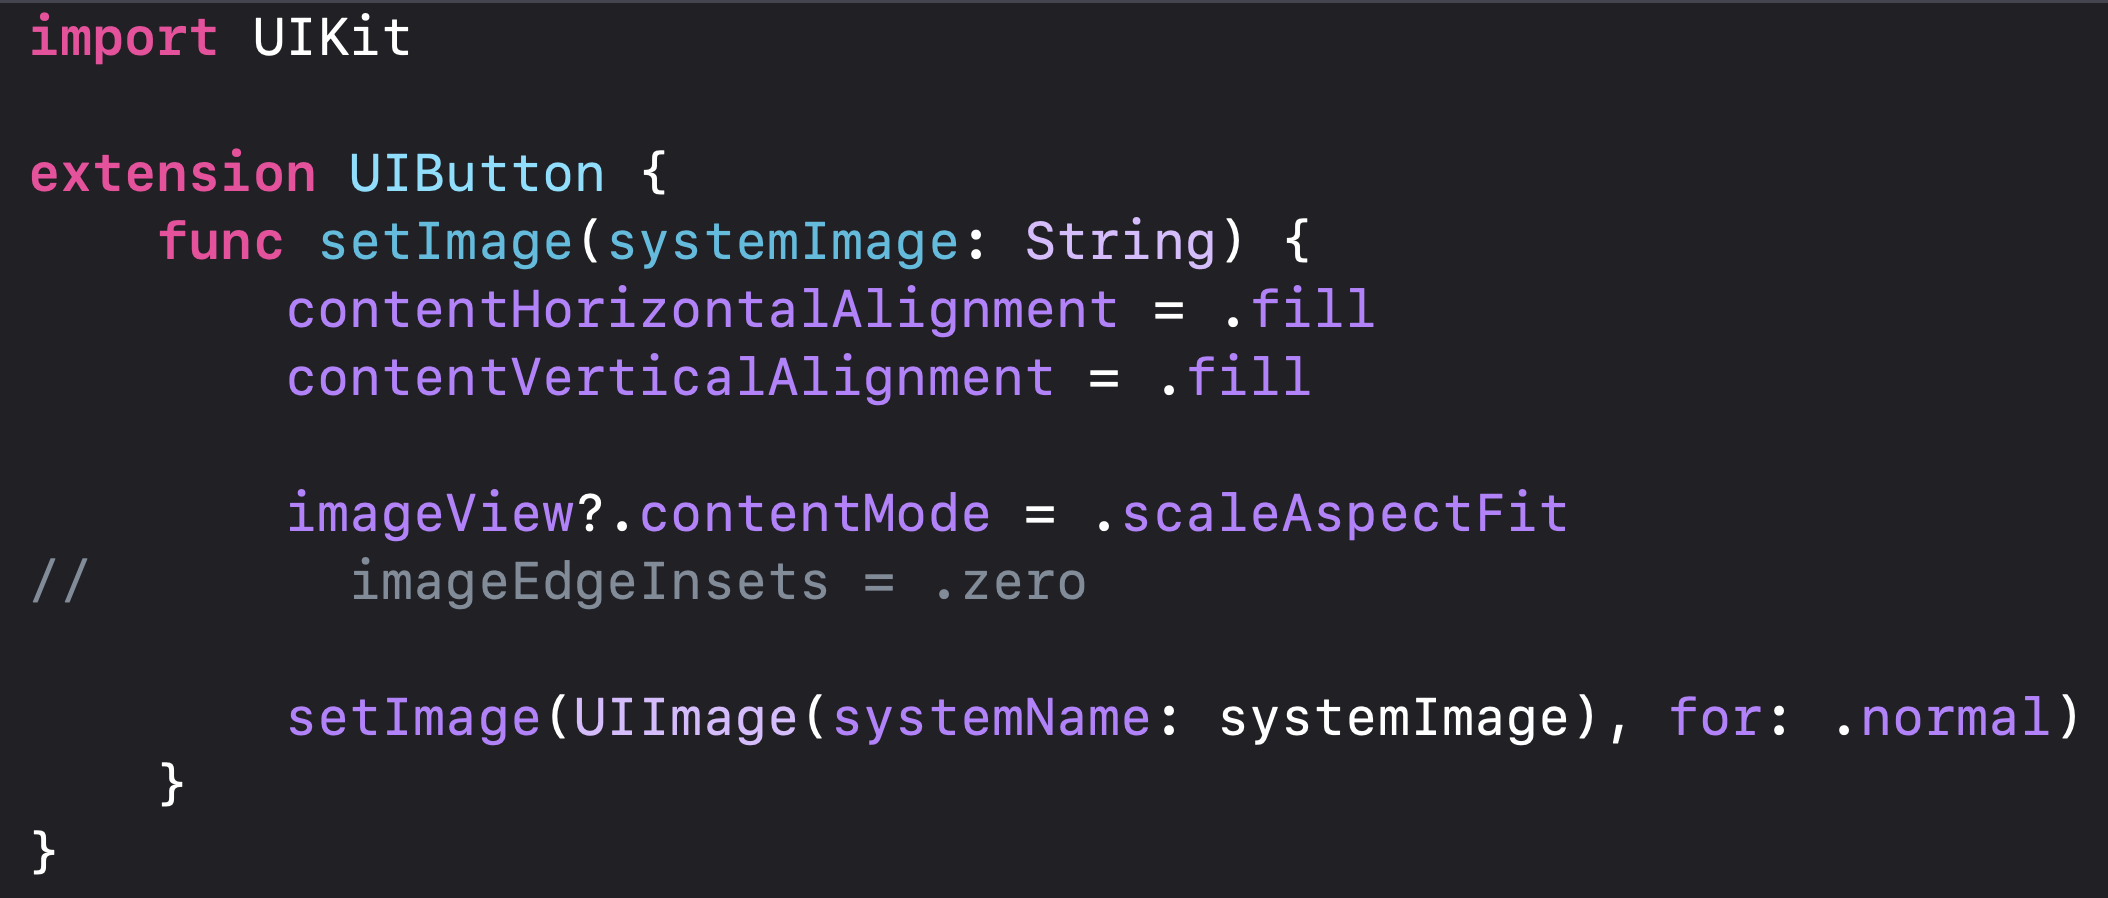 import UIKit
extension UIButton {
    func setImage(systemImage: String) {
        contentHorizontalAlignment = .fill
        contentVerticalAlignment = .fill
        imageView?.contentMode = .scaleAspectFit
//        imageEdgeInsets = .zero
        setImage(UIImage(systemName: systemImage), for: .normal)
    }
}